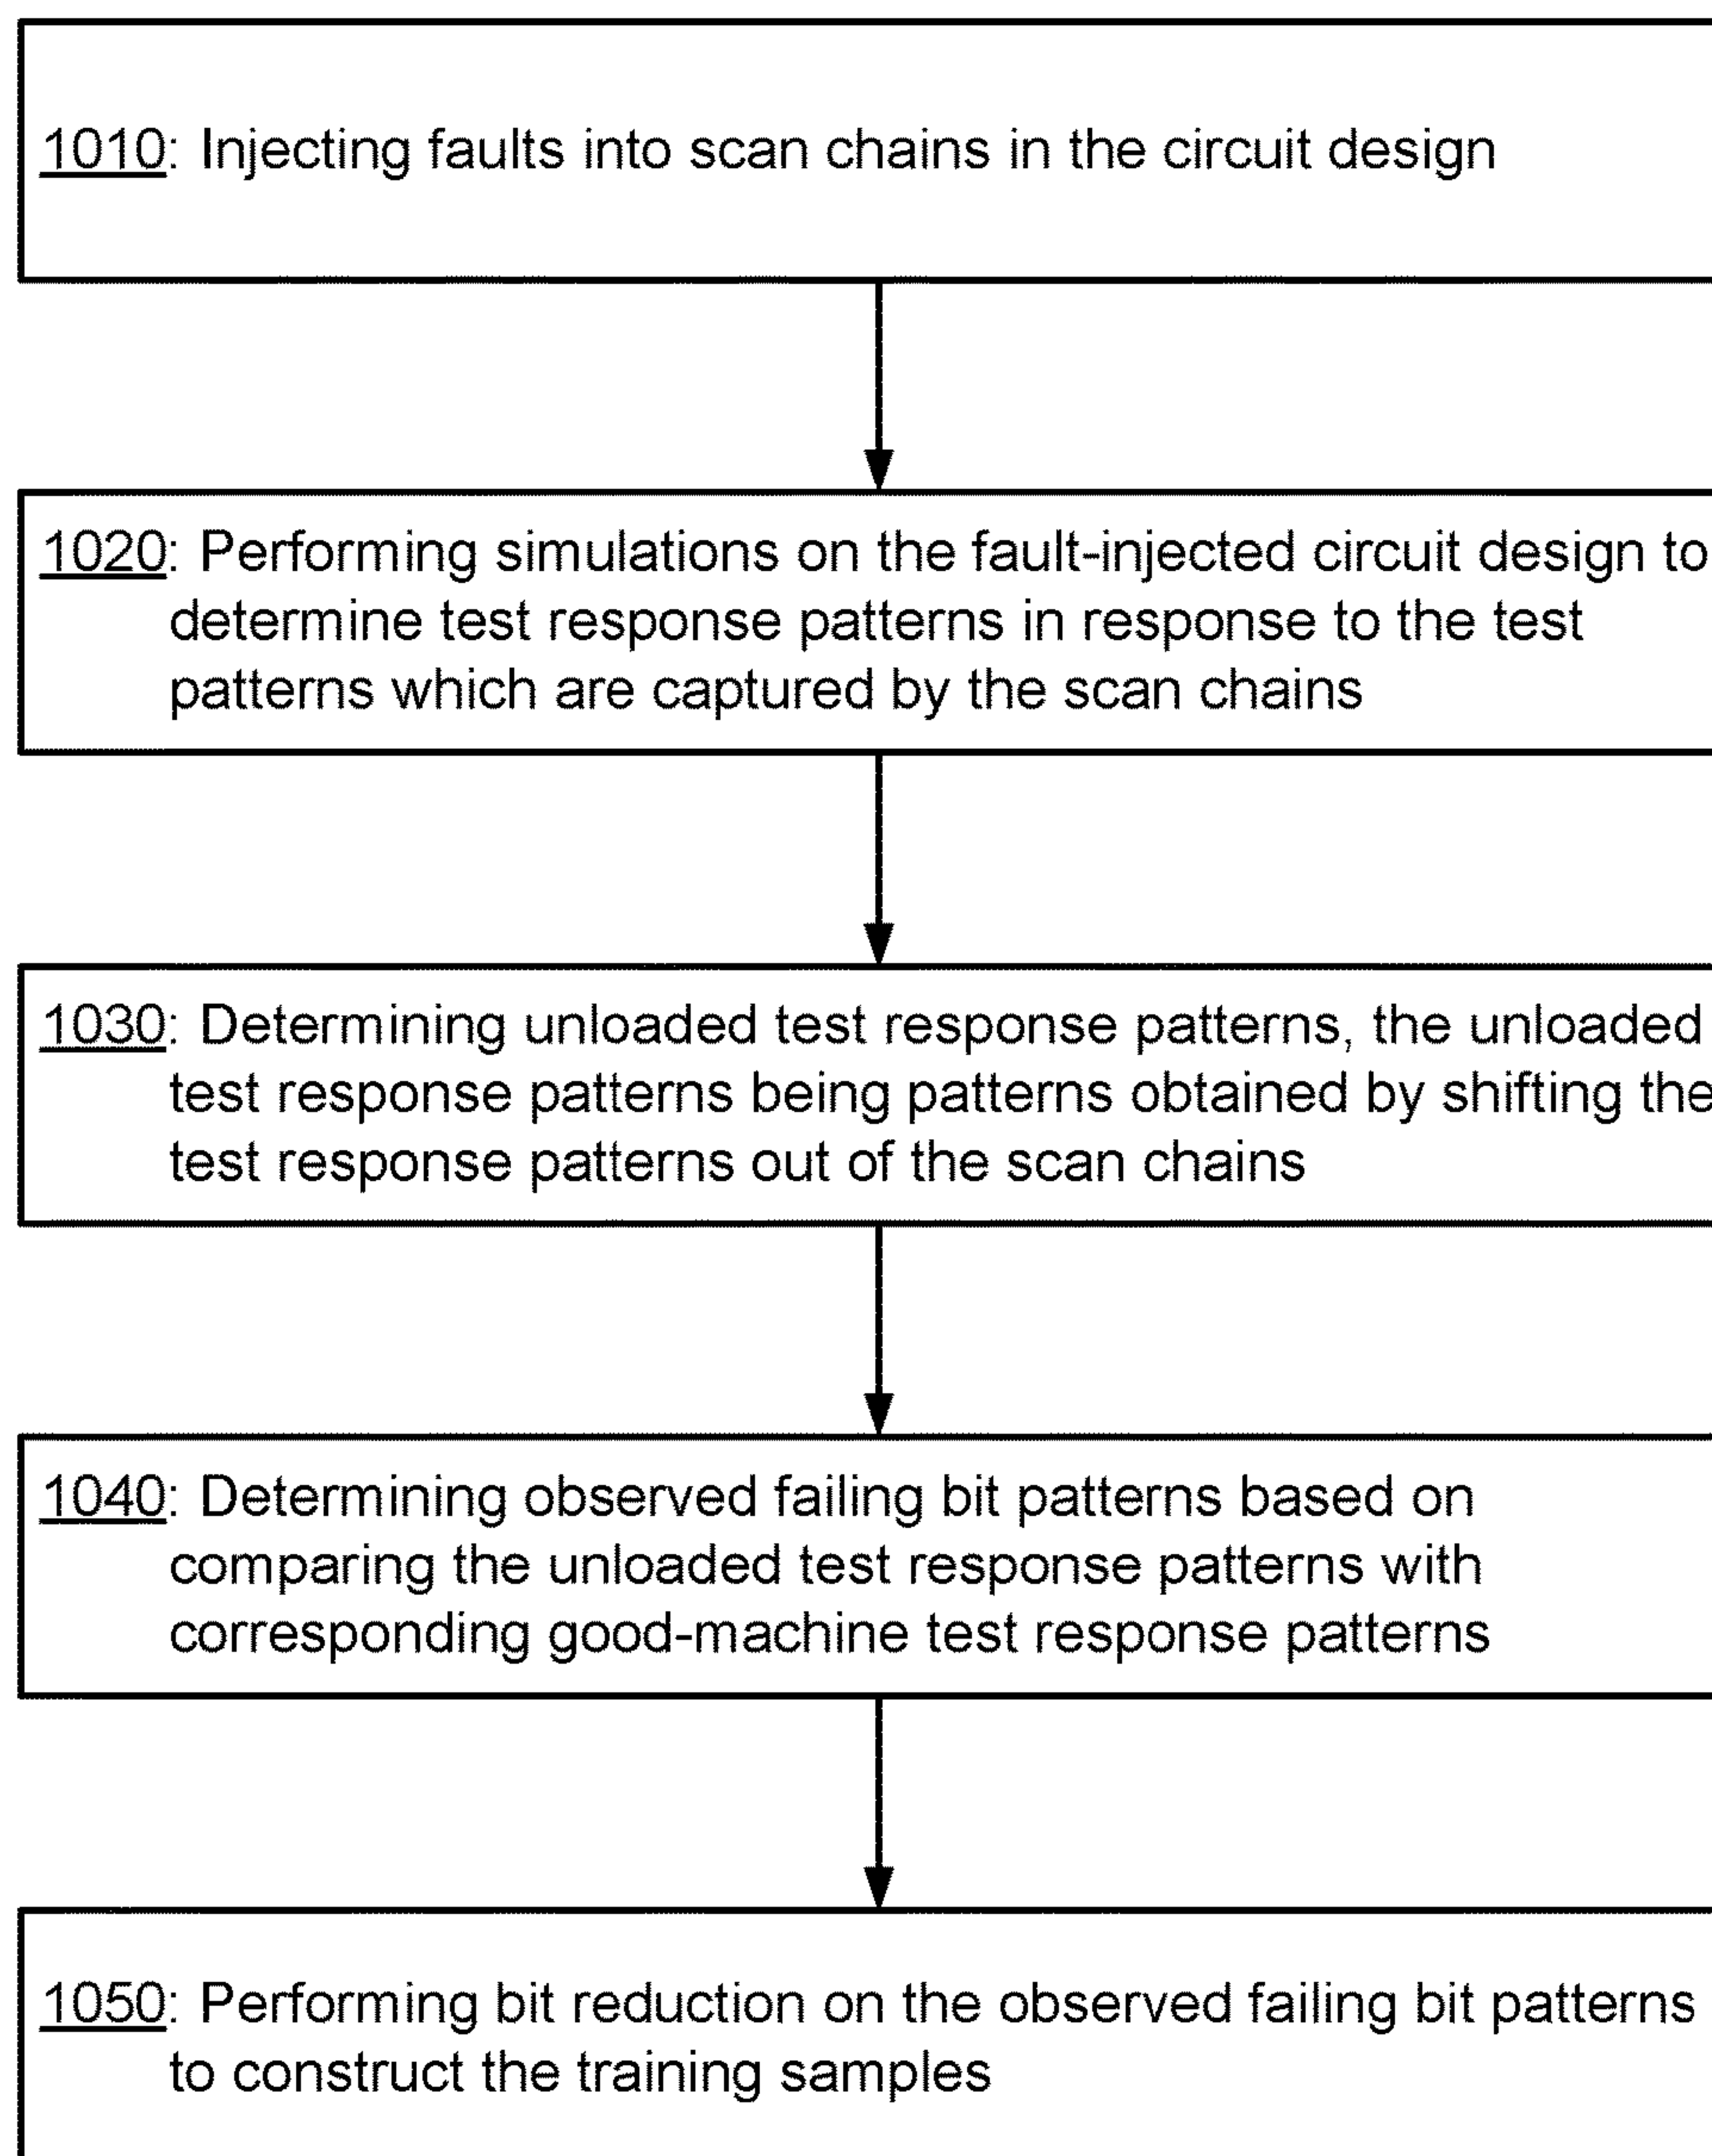 1010: Injecting faults into scan chains in the circuit design
1020: Performing simulations on the fault-injected circuit design to
determine test response patterns in response to the test
patterns which are captured by the scan chains
1030: Determining unloaded test response patterns, the unloaded
test response patterns being patterns obtained by shifting the
test response patterns out of the scan chains
1040: Determining observed failing bit patterns based on
comparing the unloaded test response patterns with
corresponding good-machine test response patterns
1050: Performing bit reduction on the observed failing bit patterns
to construct the training samples